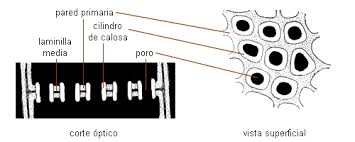 pared primaria
cilindro
de calosa
laminilla
media
poro
corte óptico
vista superficial